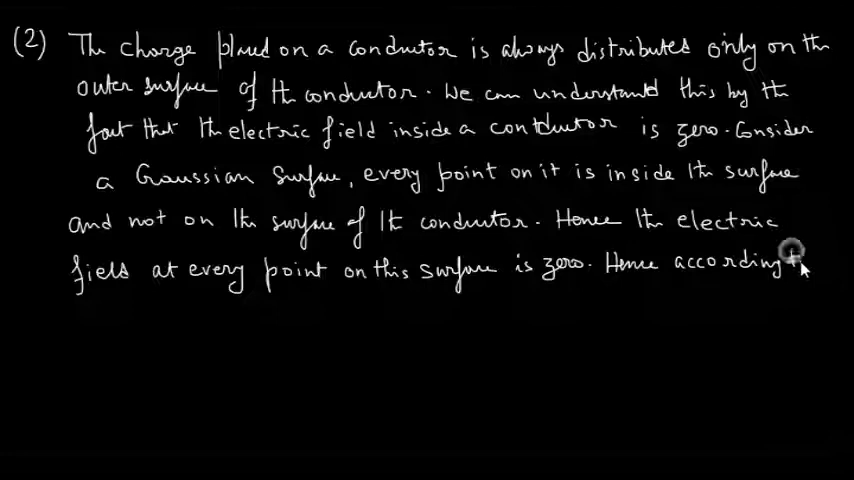 (2) The charge placed on a conductor is always distributes only on the
outer surface of the conductor. We can understand this by the
fact that the electric field inside a conductor is zero. Consider
a Gaussian surface, every point on it is inside the surface
and not on the surface of the conductor. Hence the electric
field at every point on this surface is zero. Hence according t